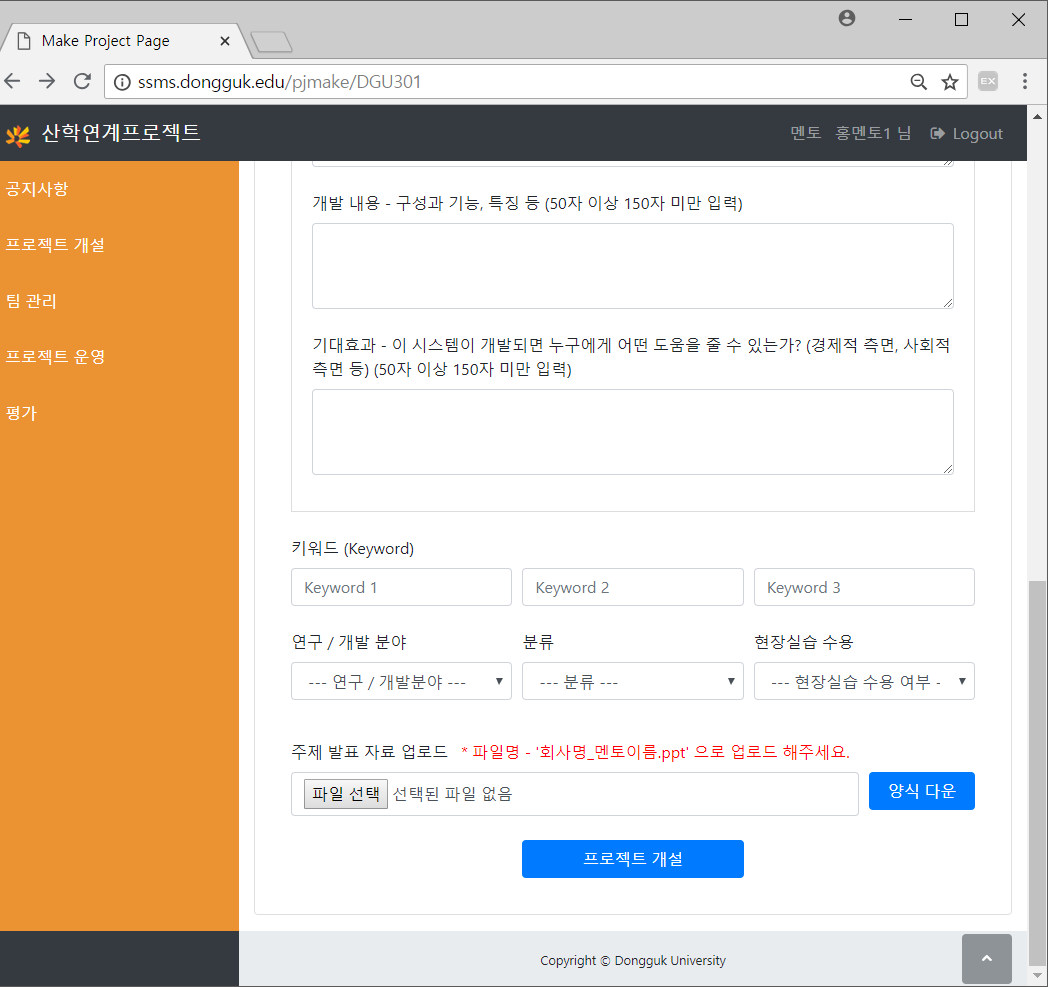 Make Project Page
ssms.dongguk.edu/pjmake/DGU301
EX
산학연계프로젝트
멘토 홍멘토1 님 Logout
공지사항
프로젝트 개설
팀 관리
프로젝트 운영
평가
개발 내용 - 구성과 기능, 특징 등 (50자 이상 150자 미만 입력)
기대효과 - 이 시스템이 개발되면 누구에게 어떤 도움을 줄 수 있는가? (경제적 측면, 사회적
측면 등) (50자 이상 150자 미만 입력)
키워드 (Keyword)
Keyword 1 Keyword 2 Keyword 3
연구 / 개발 분야 분류 현장실습 수용
--- 연구 / 개발분야 --- --- 분류 --- --- 현장실습 수용 여부 -
주제 발표 자료 업로드 * 파일명 - '회사명_멘토이름.ppt' 으로 업로드 해주세요.
파일 선택 선택된 파일 없음 양식 다운
프로젝트 개설
Copyright © Dongguk University